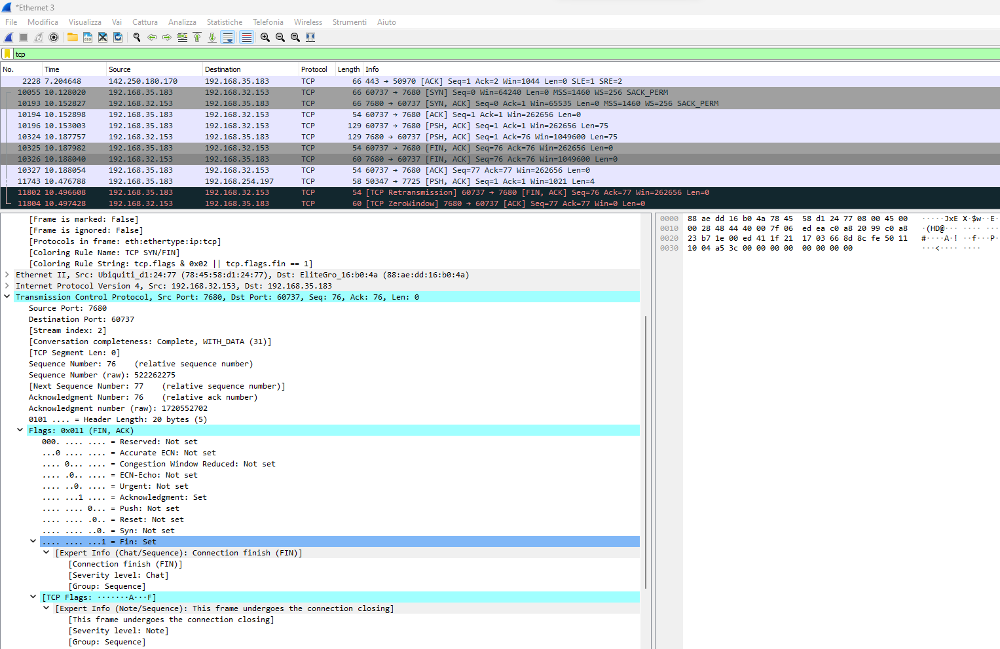 *Ethernet 3
File Modifica Visualizza Vai Cattura Analizza Statistiche Telefonia Wireless Strumenti Aiuto
tcp
No. Time Source Destination Protocol Length Info
2228 7.204648 142.250.180.170 192.168.35.183 TCP 66 443 → 50970 [ACK] Seq=1 Ack=2 Win=1044 Len=0 SLE=1 SRE=2
10055 10.128020 192.168.35.183 192.168.32.153 TCP 66 60737 → 7680 [SYN] Seq=0 Win=64240 Len=0 MSS=1460 WS=256 SACK_PERM
10193 10.152827 192.168.32.153 192.168.35.183 TCP 66 7680 → 60737 [SYN, ACK] Seq=0 Ack=1 Win=65535 Len=0 MSS=1460 WS=256 SACK_PERM
10194 10.152898 192.168.35.183 192.168.32.153 TCP 54 60737 → 7680 [ACK] Seq=1 Ack=1 Win=262656 Len=0
10196 10.153003 192.168.35.183 192.168.32.153 TCP 129 60737 → 7680 [PSH, ACK] Seq=1 Ack=1 Win=262656 Len=75
10324 10.187757 192.168.32.153 192.168.35.183 TCP 129 7680 → 60737 [PSH, ACK] Seq=1 Ack=76 Win=1049600 Len=75
10325 10.187982 192.168.35.183 192.168.32.153 TCP 54 60737 → 7680 [FIN, ACK] Seq=76 Ack=76 Win=262656 Len=0
10326 10.188040 192.168.32.153 192.168.35.183 TCP 60 7680 → 60737 [FIN, ACK] Seq=76 Ack=76 Win=1049600 Len=0
10327 10.188054 192.168.35.183 192.168.32.153 TCP 54 60737 → 7680 [ACK] Seq=77 Ack=77 Win=262656 Len=0
11743 10.476788 192.168.35.183 192.168.254.197 TCP 58 50347 → 7725 [PSH, ACK] Seq=1 Ack=1 Win=1021 Len=4
11802 10.496608 192.168.35.183 192.168.32.153 TCP 54 [TCP Retransmission] 60737 → 7680 [FIN, ACK] Seq=76 Ack=77 Win=262656 Len=0
11804 10.497428 192.168.32.153 192.168.35.183 TCP 60 [TCP ZeroWindow] 7680 → 60737 [ACK] Seq=77 Ack=77 Win=0 Len=0
[Frame is marked: False]
[Frame is ignored: False]
[Protocols in frame: eth:ethertype:ip:tcp]
[Coloring Rule Name: TCP SYN/FIN]
[Coloring Rule String: tcp.flags & 0x02 || tcp.flags.fin == 1]
Ethernet II, Src: Ubiquiti_d1:24:77 (78:45:58:d1:24:77), Dst: EliteGro_16:b0:4a (88:ae:dd:16:b0:4a)
Internet Protocol Version 4, Src: 192.168.32.153, Dst: 192.168.35.183
Transmission Control Protocol, Src Port: 7680, Dst Port: 60737, Seq: 76, Ack: 76, Len: 0
Source Port: 7680
Destination Port: 60737
[Stream index: 2]
[Conversation completeness: Complete, WITH_DATA (31)]
[TCP Segment Len: 0]
Sequence Number: 76 (relative sequence number)
Sequence Number (raw): 522262275
[Next Sequence Number: 77 (relative sequence number)]
Acknowledgment Number: 76 (relative ack number)
Acknowledgment number (raw): 1720552702
0101 .... = Header Length: 20 bytes (5)
Flags: 0x011 (FIN, ACK)
000. .... .... = Reserved: Not set
...0 .... .... = Accurate ECN: Not set
.... 0... .... = Congestion Window Reduced: Not set
.... .0.. .... = ECN-Echo: Not set
.... ..0. .... = Urgent: Not set
.... ...1 .... = Acknowledgment: Set
.... .... 0... = Push: Not set
.... .... .0.. = Reset: Not set
.... .... ..0. = Syn: Not set
.... .... ...1 = Fin: Set
[Expert Info (Chat/Sequence): Connection finish (FIN)]
[Connection finish (FIN)]
[Severity level: Chat]
[Group: Sequence]
[TCP Flags: ·······A···F]
[Expert Info (Note/Sequence): This frame undergoes the connection closing]
[This frame undergoes the connection closing]
[Severity level: Note]
[Group: Sequence]
0000 88 ae dd 16 b0 4a 78 45 58 d1 24 77 08 00 45 00 ·····JxE X·$w··E·
0010 00 28 48 44 40 00 7f 06 ed ea c0 a8 20 99 c0 a8 ·(HD@··· ···· ···
0020 23 b7 1e 00 ed 41 1f 21 17 03 66 8d 8c fe 50 11 #····A·! ··f···P·
0030 10 04 a5 3c 00 00 00 00 00 00 00 00 ···<···· ····